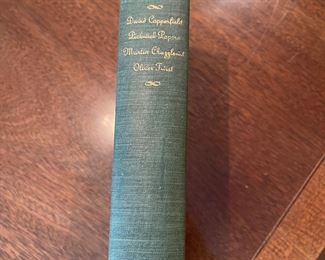 David Copperfield
Pickwick Papers
Martin Chuzzlewit
Oliver Twist